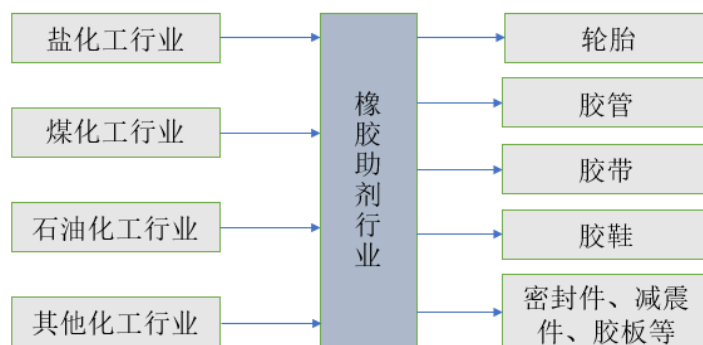 盐化工行业
煤化工行业
石油化工行业
其他化工行业
橡胶助剂行业
轮胎
胶管
胶带
胶鞋
密封件、减震
件、胶板等